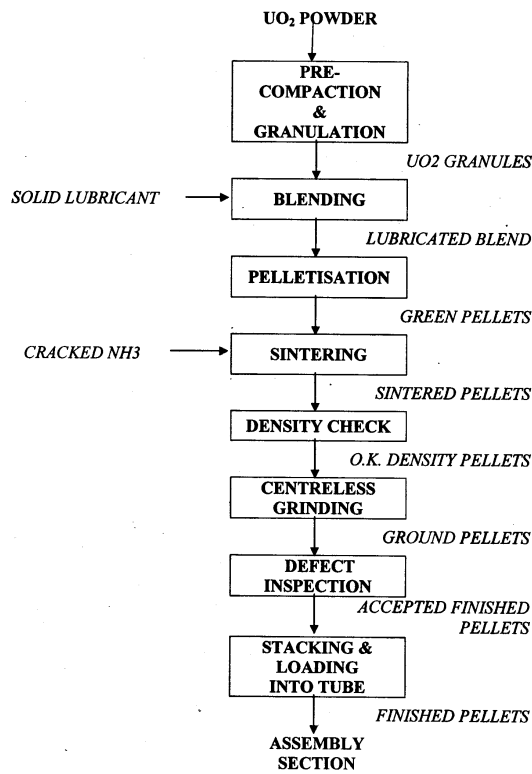 UO₂ POWDER
PRE-
COMPACTION
&
GRANULATION
UO2 GRANULES
SOLID LUBRICANT
BLENDING
LUBRICATED BLEND
PELLETISATION
GREEN PELLETS
CRACKED NH3
SINTERING
SINTERED PELLETS
DENSITY CHECK
O.K. DENSITY PELLETS
CENTRELESS
GRINDING
GROUND PELLETS
DEFECT
INSPECTION
ACCEPTED FINISHED
PELLETS
STACKING &
LOADING
INTO TUBE
FINISHED PELLETS
ASSEMBLY
SECTION